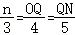 n/3 = OQ/4 = QN/5